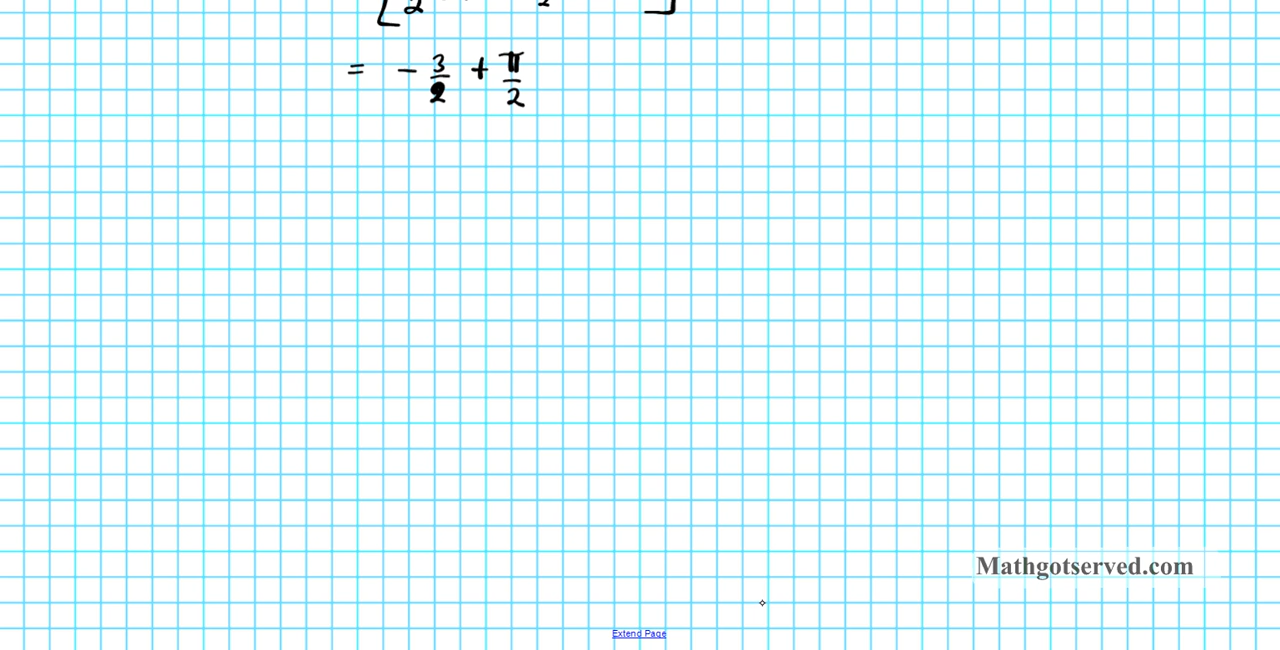 = - 3/2 + π/2
Mathgotserved.com
Extend Page